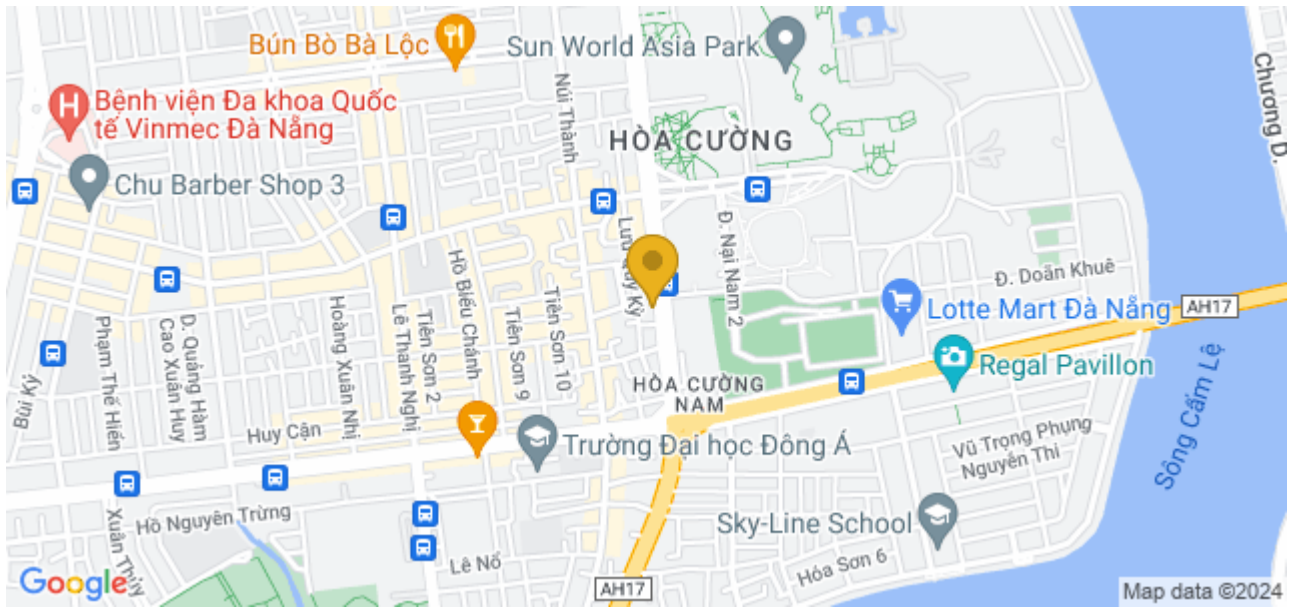 Bún Bò Bà Lộc
Sun World Asia Park
Núi Thành
Chương D.
Bệnh viện Đa khoa Quốc
tế Vinmec Đà Nẵng
HÒA CƯỜNG
Chu Barber Shop 3
Lưu Quý Kỳ
Đ. Nại Nam 2
Đ. Doãn Khuê
Hồ Biểu Chánh
Tiên Sơn 10
Tiên Sơn 9
Tiên Sơn 2
Lê Thanh Nghị
Hoàng Xuân Nhị
D. Quảng Hàm
Cao Xuân Huy
Phạm Thế Hiển
Bùi Kỷ
Lotte Mart Đà Nẵng
AH17
Regal Pavillon
HÒA CƯỜNG
NAM
Huy Cận
Trường Đại học Đông Á
Vũ Trọng Phụng
Nguyễn Thi
Sông Cẩm Lệ
Hồ Nguyên Trừng
Xuân Thủy
Sky-Line School
Lê Nổ
Hóa Sơn 6
AH17
Google
Map data ©2024